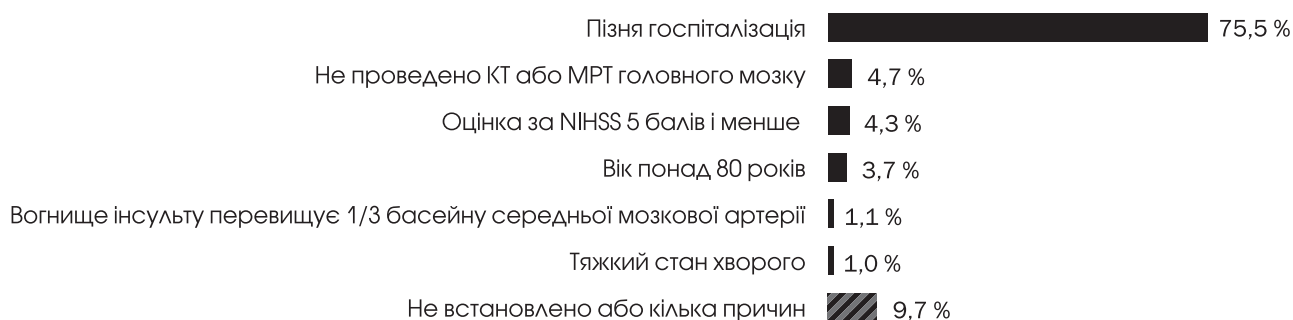 Пізня госпіталізація 75,5 %
Не проведено КТ або МРТ головного мозку 4,7 %
Оцінка за NIHSS 5 балів і менше 4,3 %
Вік понад 80 років 3,7 %
Вогнище інсульту перевищує 1/3 басейну середньої мозкової артерії 1,1 %
Тяжкий стан хворого 1,0 %
Не встановлено або кілька причин 9,7 %